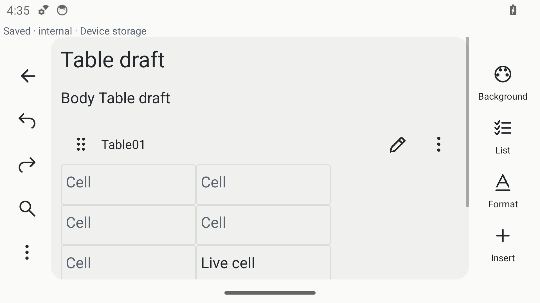 4:35
Saved · internal · Device storage
Table draft
Body Table draft
Table01
Cell Cell
Cell Cell
Cell Live cell
Background
List
Format
Insert